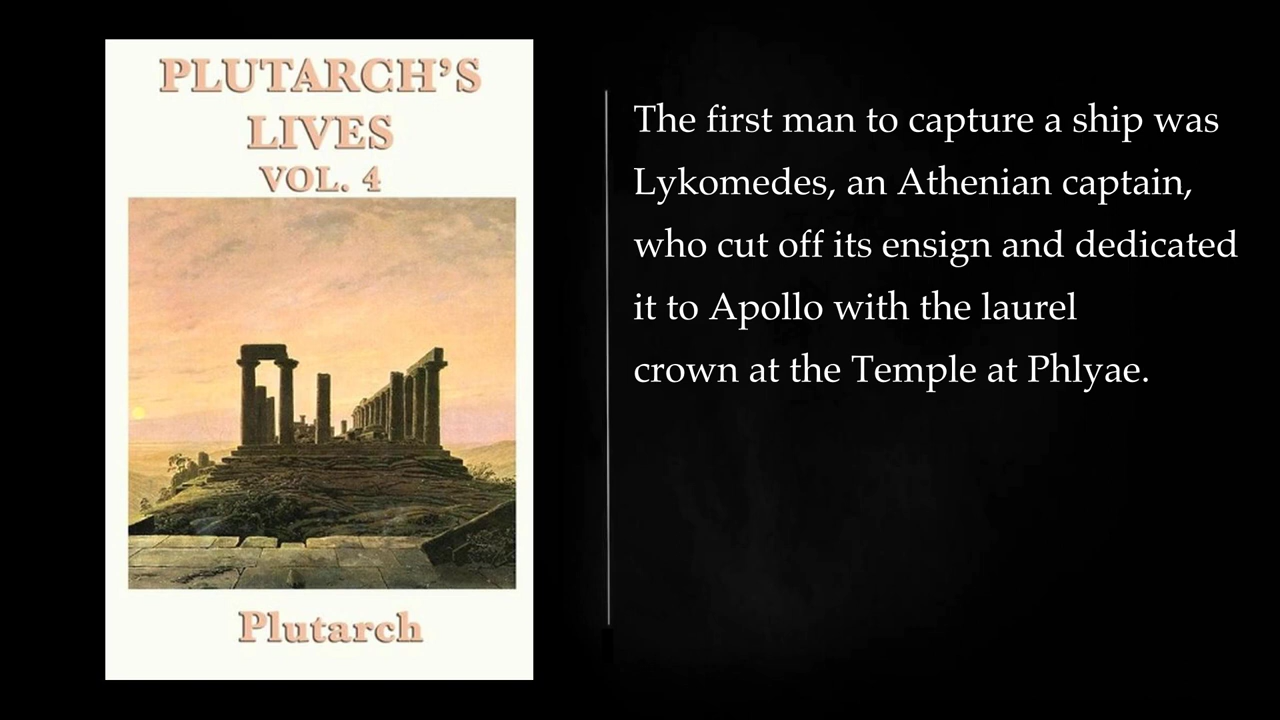 PLUTARCH'S
LIVES
VOL. 4
Plutarch
The first man to capture a ship was
Lykomedes, an Athenian captain,
who cut off its ensign and dedicated
it to Apollo with the laurel
crown at the Temple at Phlyae.